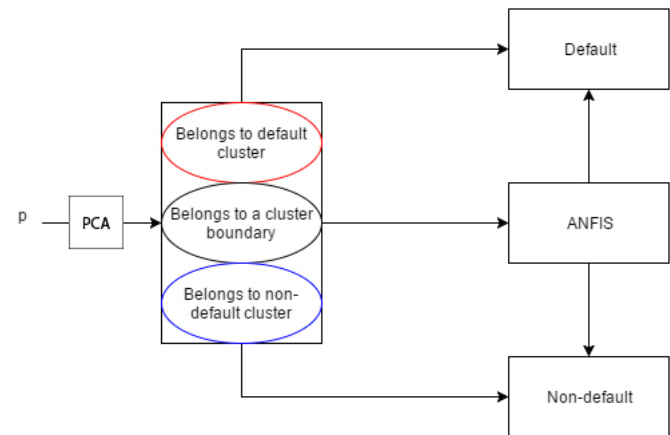 Default
Belongs to default
cluster
p
PCA
Belongs to a cluster
boundary
ANFIS
Belongs to non-
default cluster
Non-default